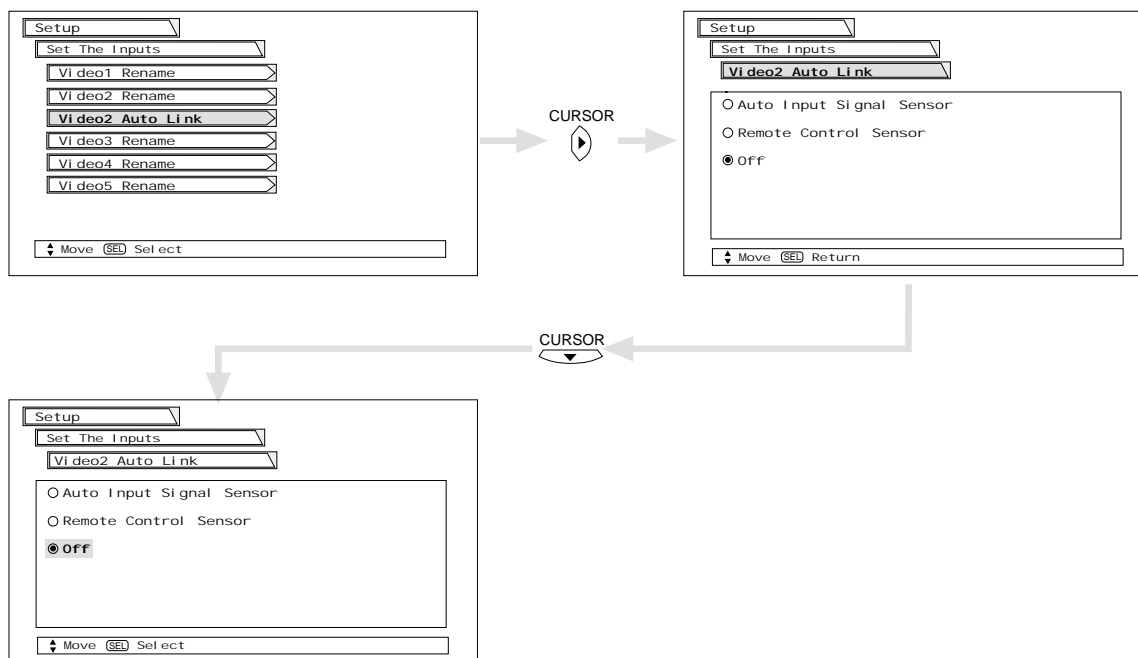 Setup
Set The Inputs
Video1 Rename
Video2 Rename
Video2 Auto Link
Video3 Rename
Video4 Rename
Video5 Rename
Move SEL Select
CURSOR
Setup
Set The Inputs
Video2 Auto Link
Auto Input Signal Sensor
Remote Control Sensor
Off
Move SEL Return
CURSOR
Setup
Set The Inputs
Video2 Auto Link
Auto Input Signal Sensor
Remote Control Sensor
Off
Move SEL Select